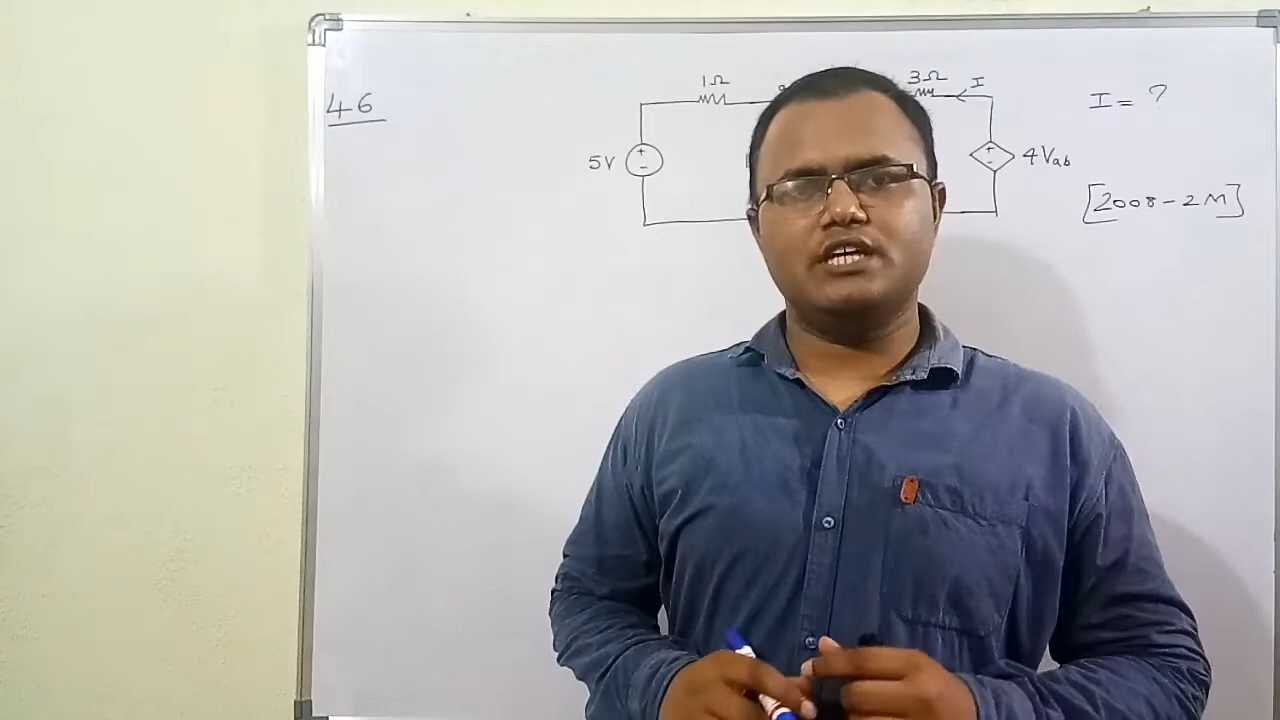 46
1Ω
3Ω
I
5V
+
-
+
-
4Vab
I = ?
[2008-2M]